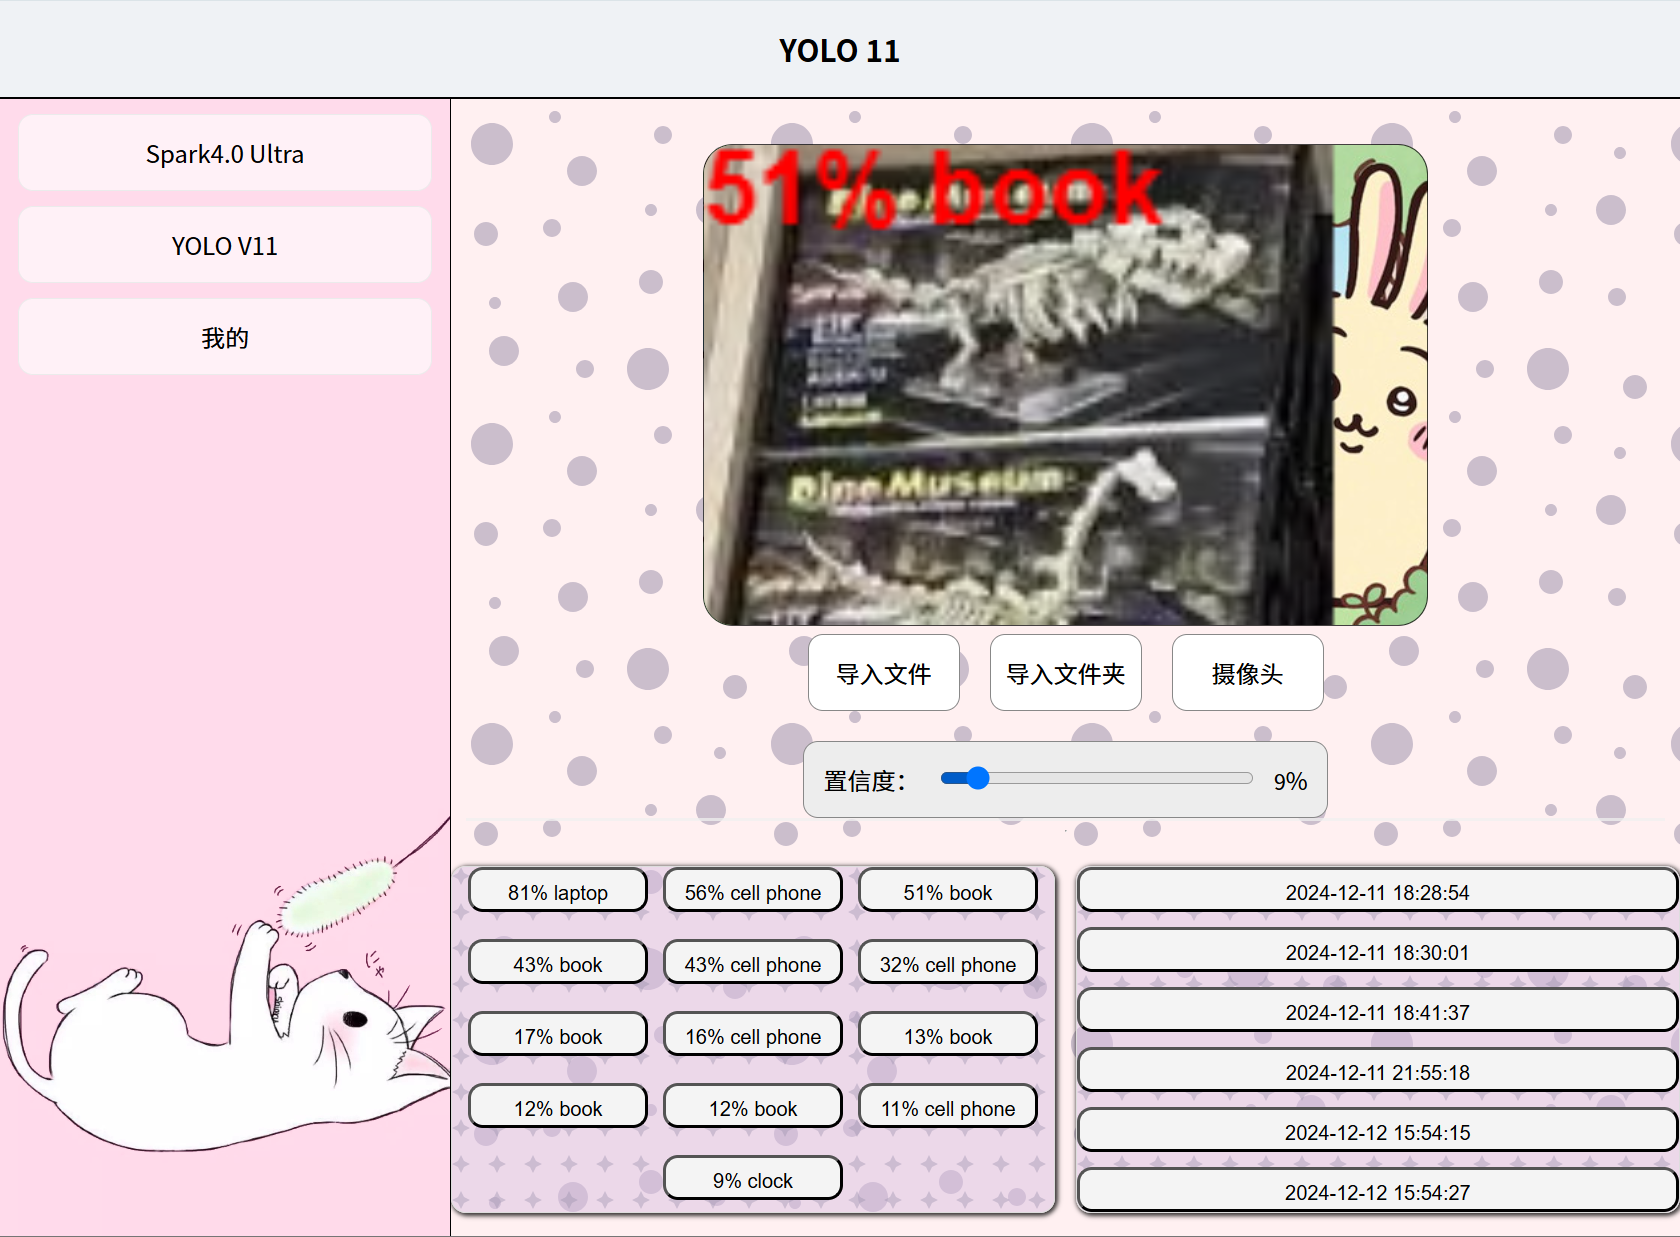 YOLO 11
Spark4.0 Ultra
YOLO V11
我的
51% book
DinoMuseum
导入文件
导入文件夹
摄像头
置信度：
9%
81% laptop
56% cell phone
51% book
43% book
43% cell phone
32% cell phone
17% book
16% cell phone
13% book
12% book
12% book
11% cell phone
9% clock
2024-12-11 18:28:54
2024-12-11 18:30:01
2024-12-11 18:41:37
2024-12-11 21:55:18
2024-12-12 15:54:15
2024-12-12 15:54:27
にゃ